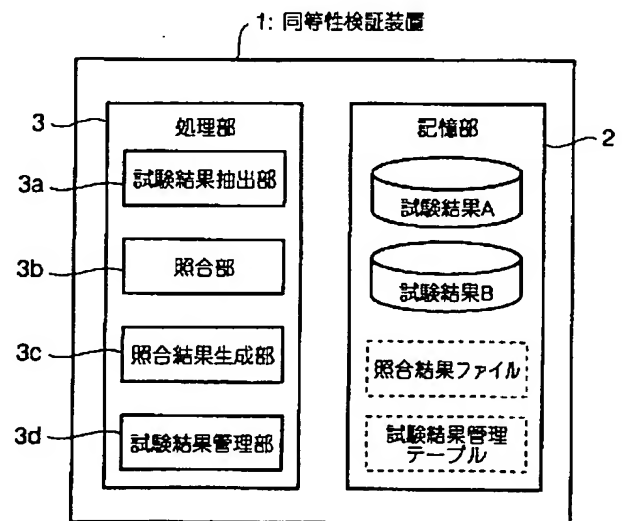 1: 同等性検証装置
3
処理部
3a
試験結果抽出部
3b
照合部
3c
照合結果生成部
3d
試験結果管理部
記憶部
2
試験結果A
試験結果B
照合結果ファイル
試験結果管理
テーブル